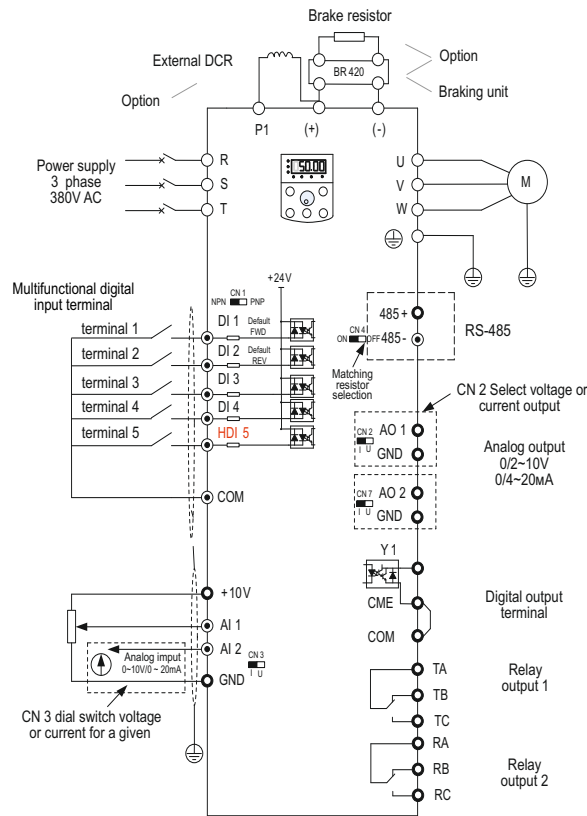 Brake resistor
External DCR
BR 420
Option
Braking unit
Option
P1
(+)
(-)
50.00
Power supply
3 phase
380V AC
R
S
T
U
V
W
M
Multifunctional digital
input terminal
+24V
CN 1
NPN PNP
terminal 1
DI 1 Default
FWD
terminal 2
DI 2 Default
REV
terminal 3
DI 3
terminal 4
DI 4
terminal 5
HDI 5
COM
485+
CN 4
ON OFF
485-
RS-485
Matching
resistor
selection
CN 2 Select voltage or
current output
CN 2
I U
AO 1
GND
Analog output
0/2~10V
0/4~20мA
CN 7
I U
AO 2
GND
Y1
CME
COM
Digital output
terminal
+10V
AI 1
AI 2
Analog imput
0~10V/0 ~ 20mA
CN 3
I U
GND
CN 3 dial switch voltage
or current for a given
TA
TB
TC
Relay
output 1
RA
RB
RC
Relay
output 2